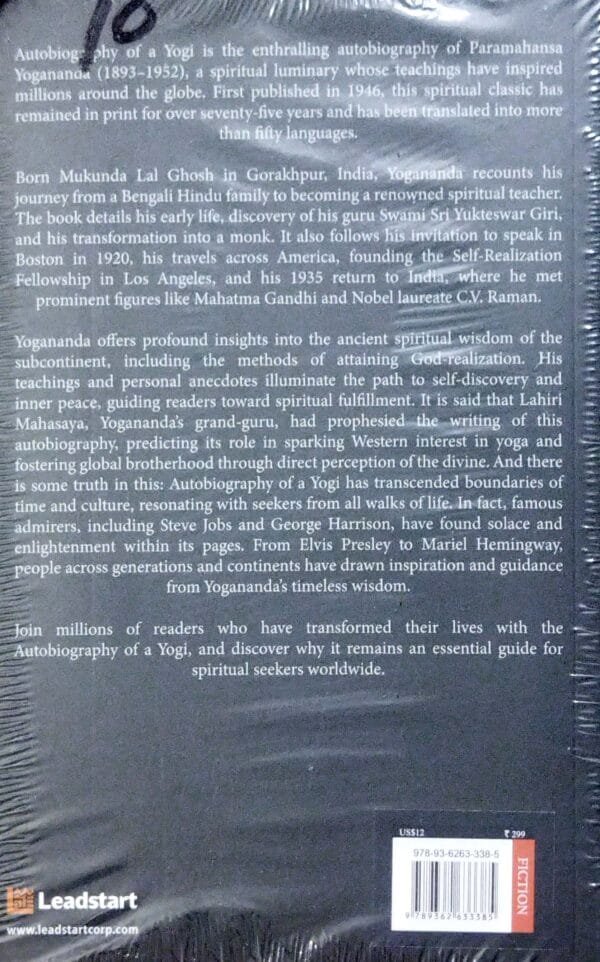 10
Autobiography of a Yogi is the enthralling autobiography of Paramahansa
Yogananda (1893–1952), a spiritual luminary whose teachings have inspired
millions around the globe. First published in 1946, this spiritual classic has
remained in print for over seventy-five years and has been translated into more
than fifty languages.
Born Mukunda Lal Ghosh in Gorakhpur, India, Yogananda recounts his
journey from a Bengali Hindu family to becoming a renowned spiritual teacher.
The book details his early life, discovery of his guru Swami Sri Yukteswar Giri,
and his transformation into a monk. It also follows his invitation to speak in
Boston in 1920, his travels across America, founding the Self-Realization
Fellowship in Los Angeles, and his 1935 return to India, where he met
prominent figures like Mahatma Gandhi and Nobel laureate C.V. Raman.
Yogananda offers profound insights into the ancient spiritual wisdom of the
subcontinent, including the methods of attaining God-realization. His
teachings and personal anecdotes illuminate the path to self-discovery and
inner peace, guiding readers toward spiritual fulfillment. It is said that Lahiri
Mahasaya, Yogananda's grand-guru, had prophesied the writing of this
autobiography, predicting its role in sparking Western interest in yoga and
fostering global brotherhood through direct perception of the divine. And there
is some truth in this: Autobiography of a Yogi has transcended boundaries of
time and culture, resonating with seekers from all walks of life. In fact, famous
admirers, including Steve Jobs and George Harrison, have found solace and
enlightenment within its pages. From Elvis Presley to Mariel Hemingway,
people across generations and continents have drawn inspiration and guidance
from Yogananda's timeless wisdom.
Join millions of readers who have transformed their lives with the
Autobiography of a Yogi, and discover why it remains an essential guide for
spiritual seekers worldwide.
US$12 ₹ 299
978-93-6263-338-5
FICTION
9 789362 633385
Leadstart
www.leadstartcorp.com